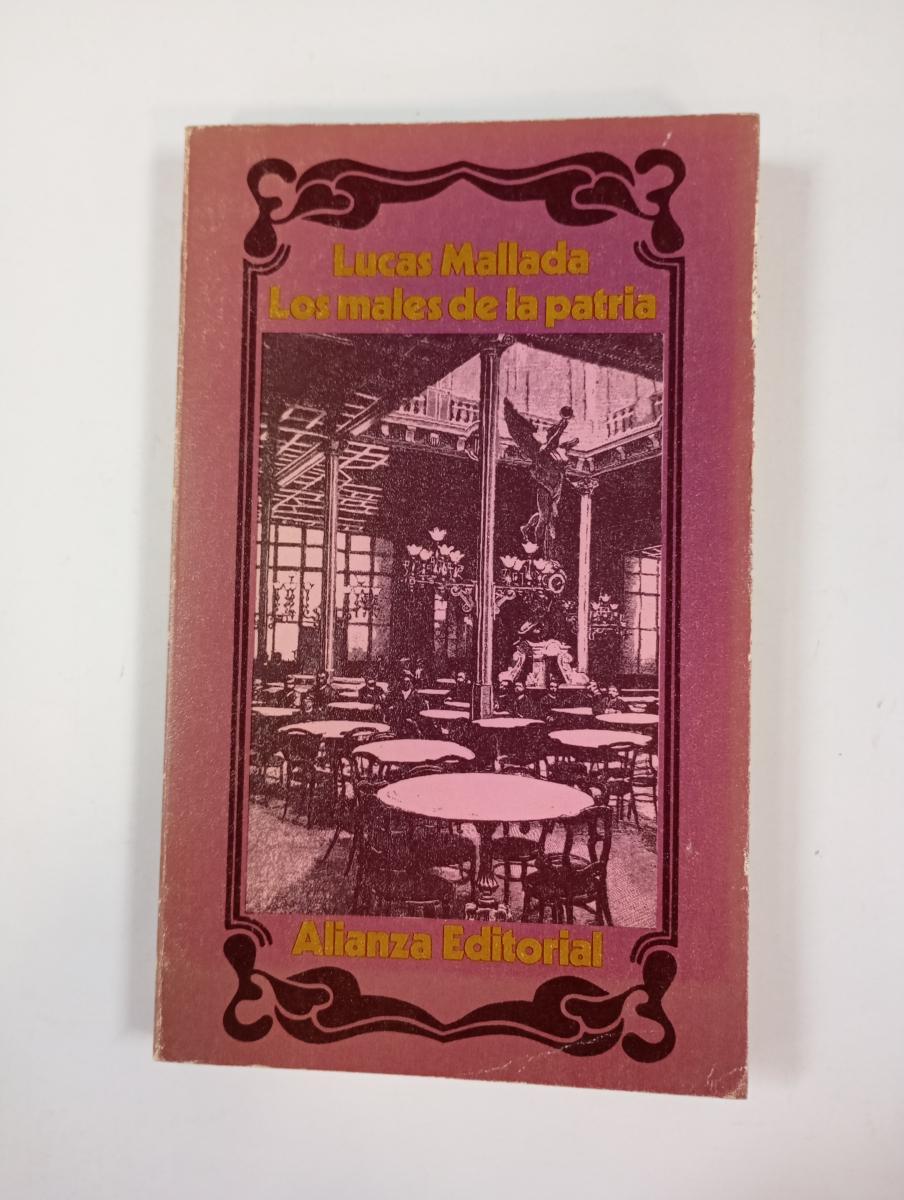 Lucas Mallada
Los males de la patria
Alianza Editorial